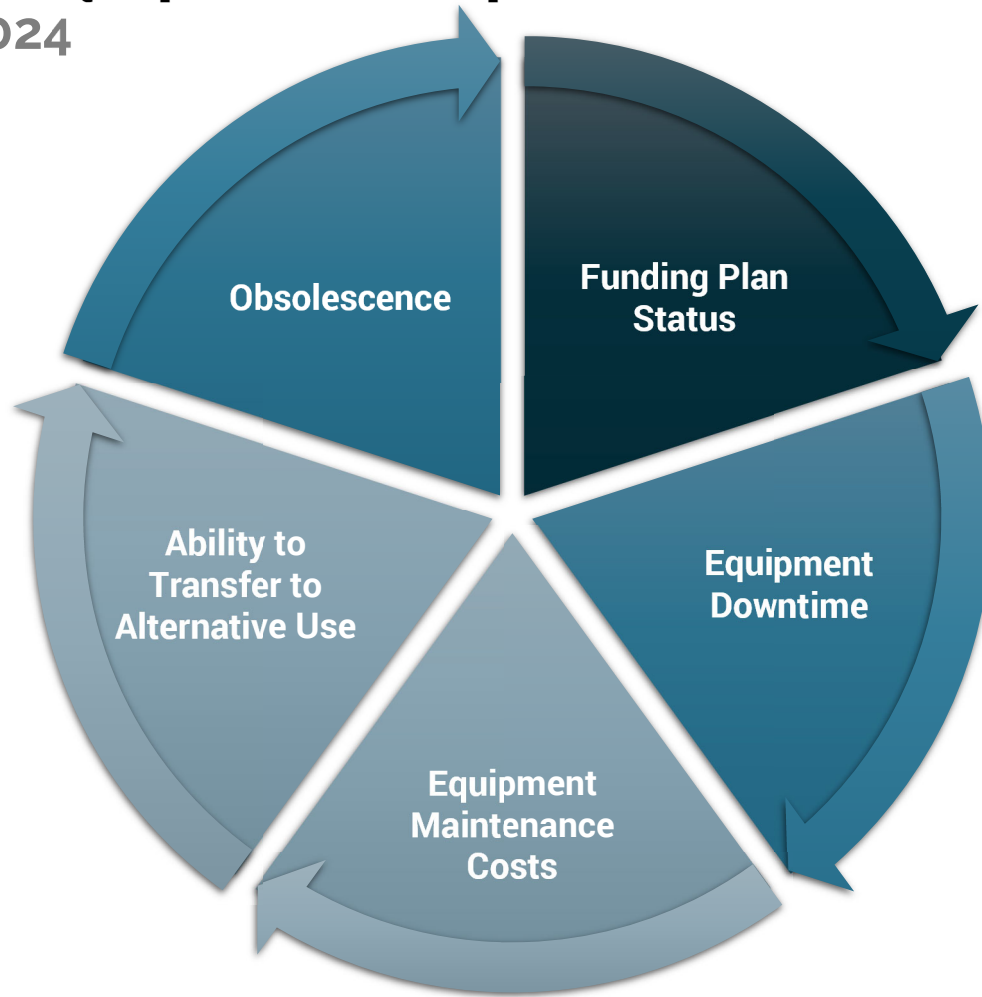 024
Funding Plan
Status
Equipment
Downtime
Equipment
Maintenance
Costs
Ability to
Transfer to
Alternative Use
Obsolescence